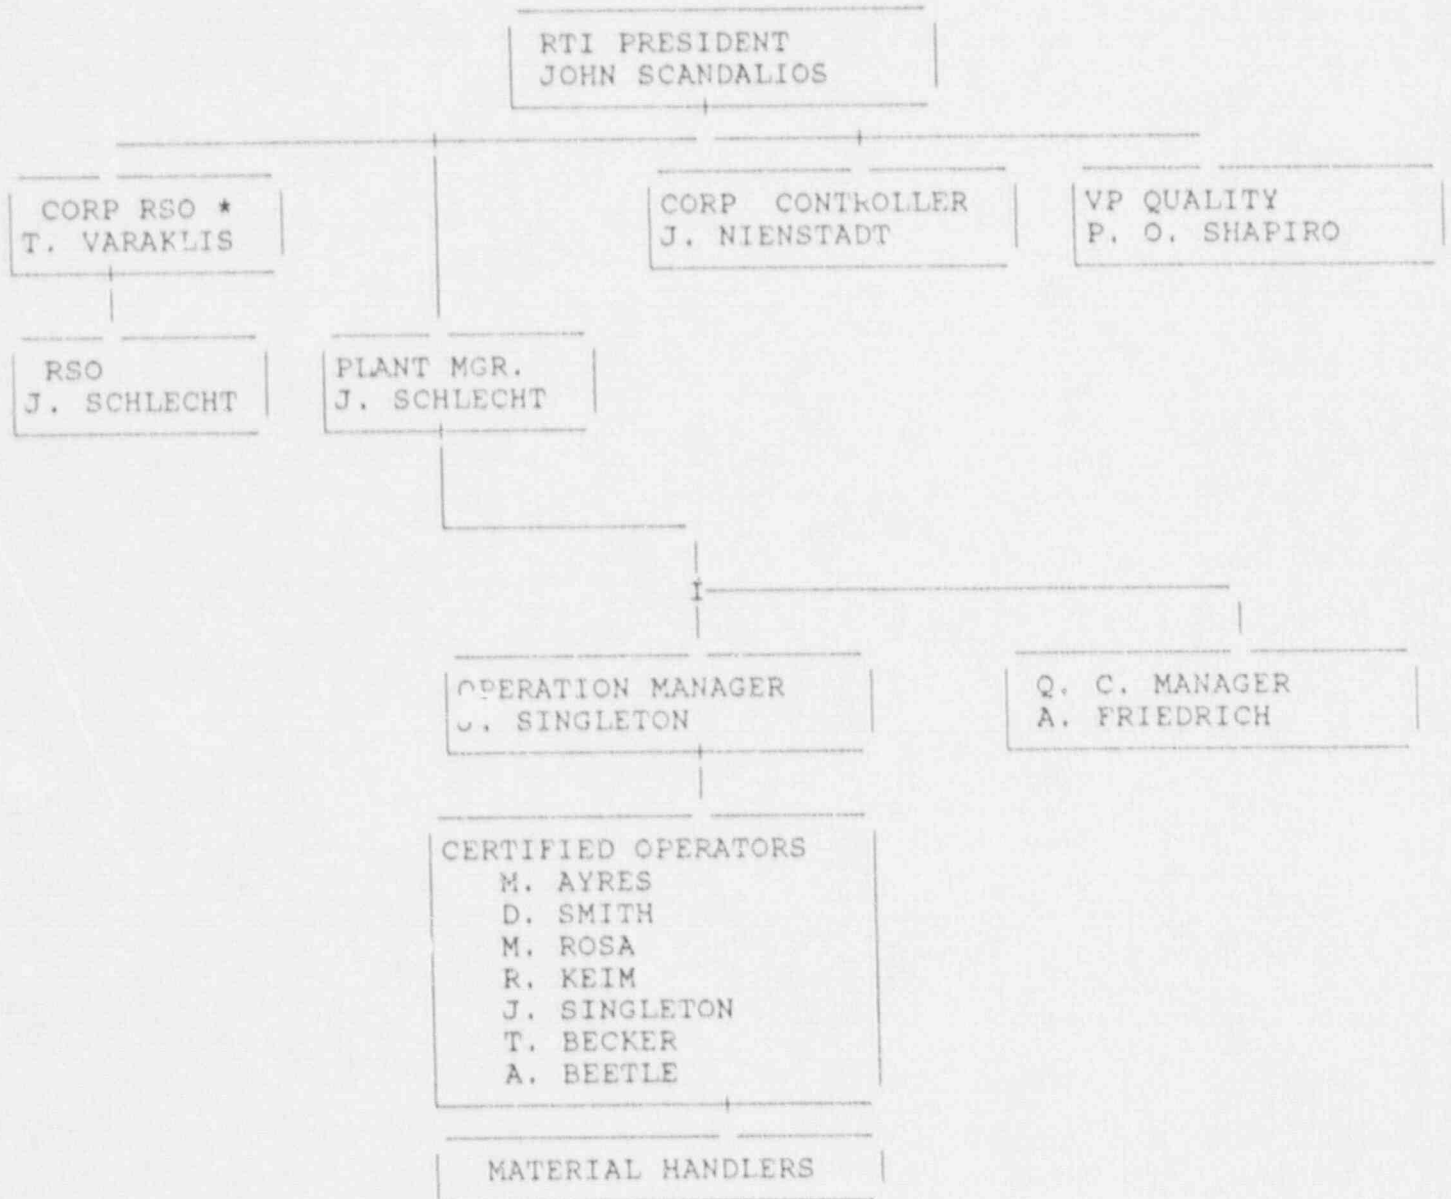 RTI PRESIDENT
JOHN SCANDALIOS
CORP RSO *
T. VARAKLIS
CORP CONTROLLER
J. NIENSTADT
VP QUALITY
P. O. SHAPIRO
RSO
J. SCHLECHT
PLANT MGR.
J. SCHLECHT
OPERATION MANAGER
J. SINGLETON
Q. C. MANAGER
A. FRIEDRICH
CERTIFIED OPERATORS
M. AYRES
D. SMITH
M. ROSA
R. KEIM
J. SINGLETON
T. BECKER
A. BEETLE
MATERIAL HANDLERS